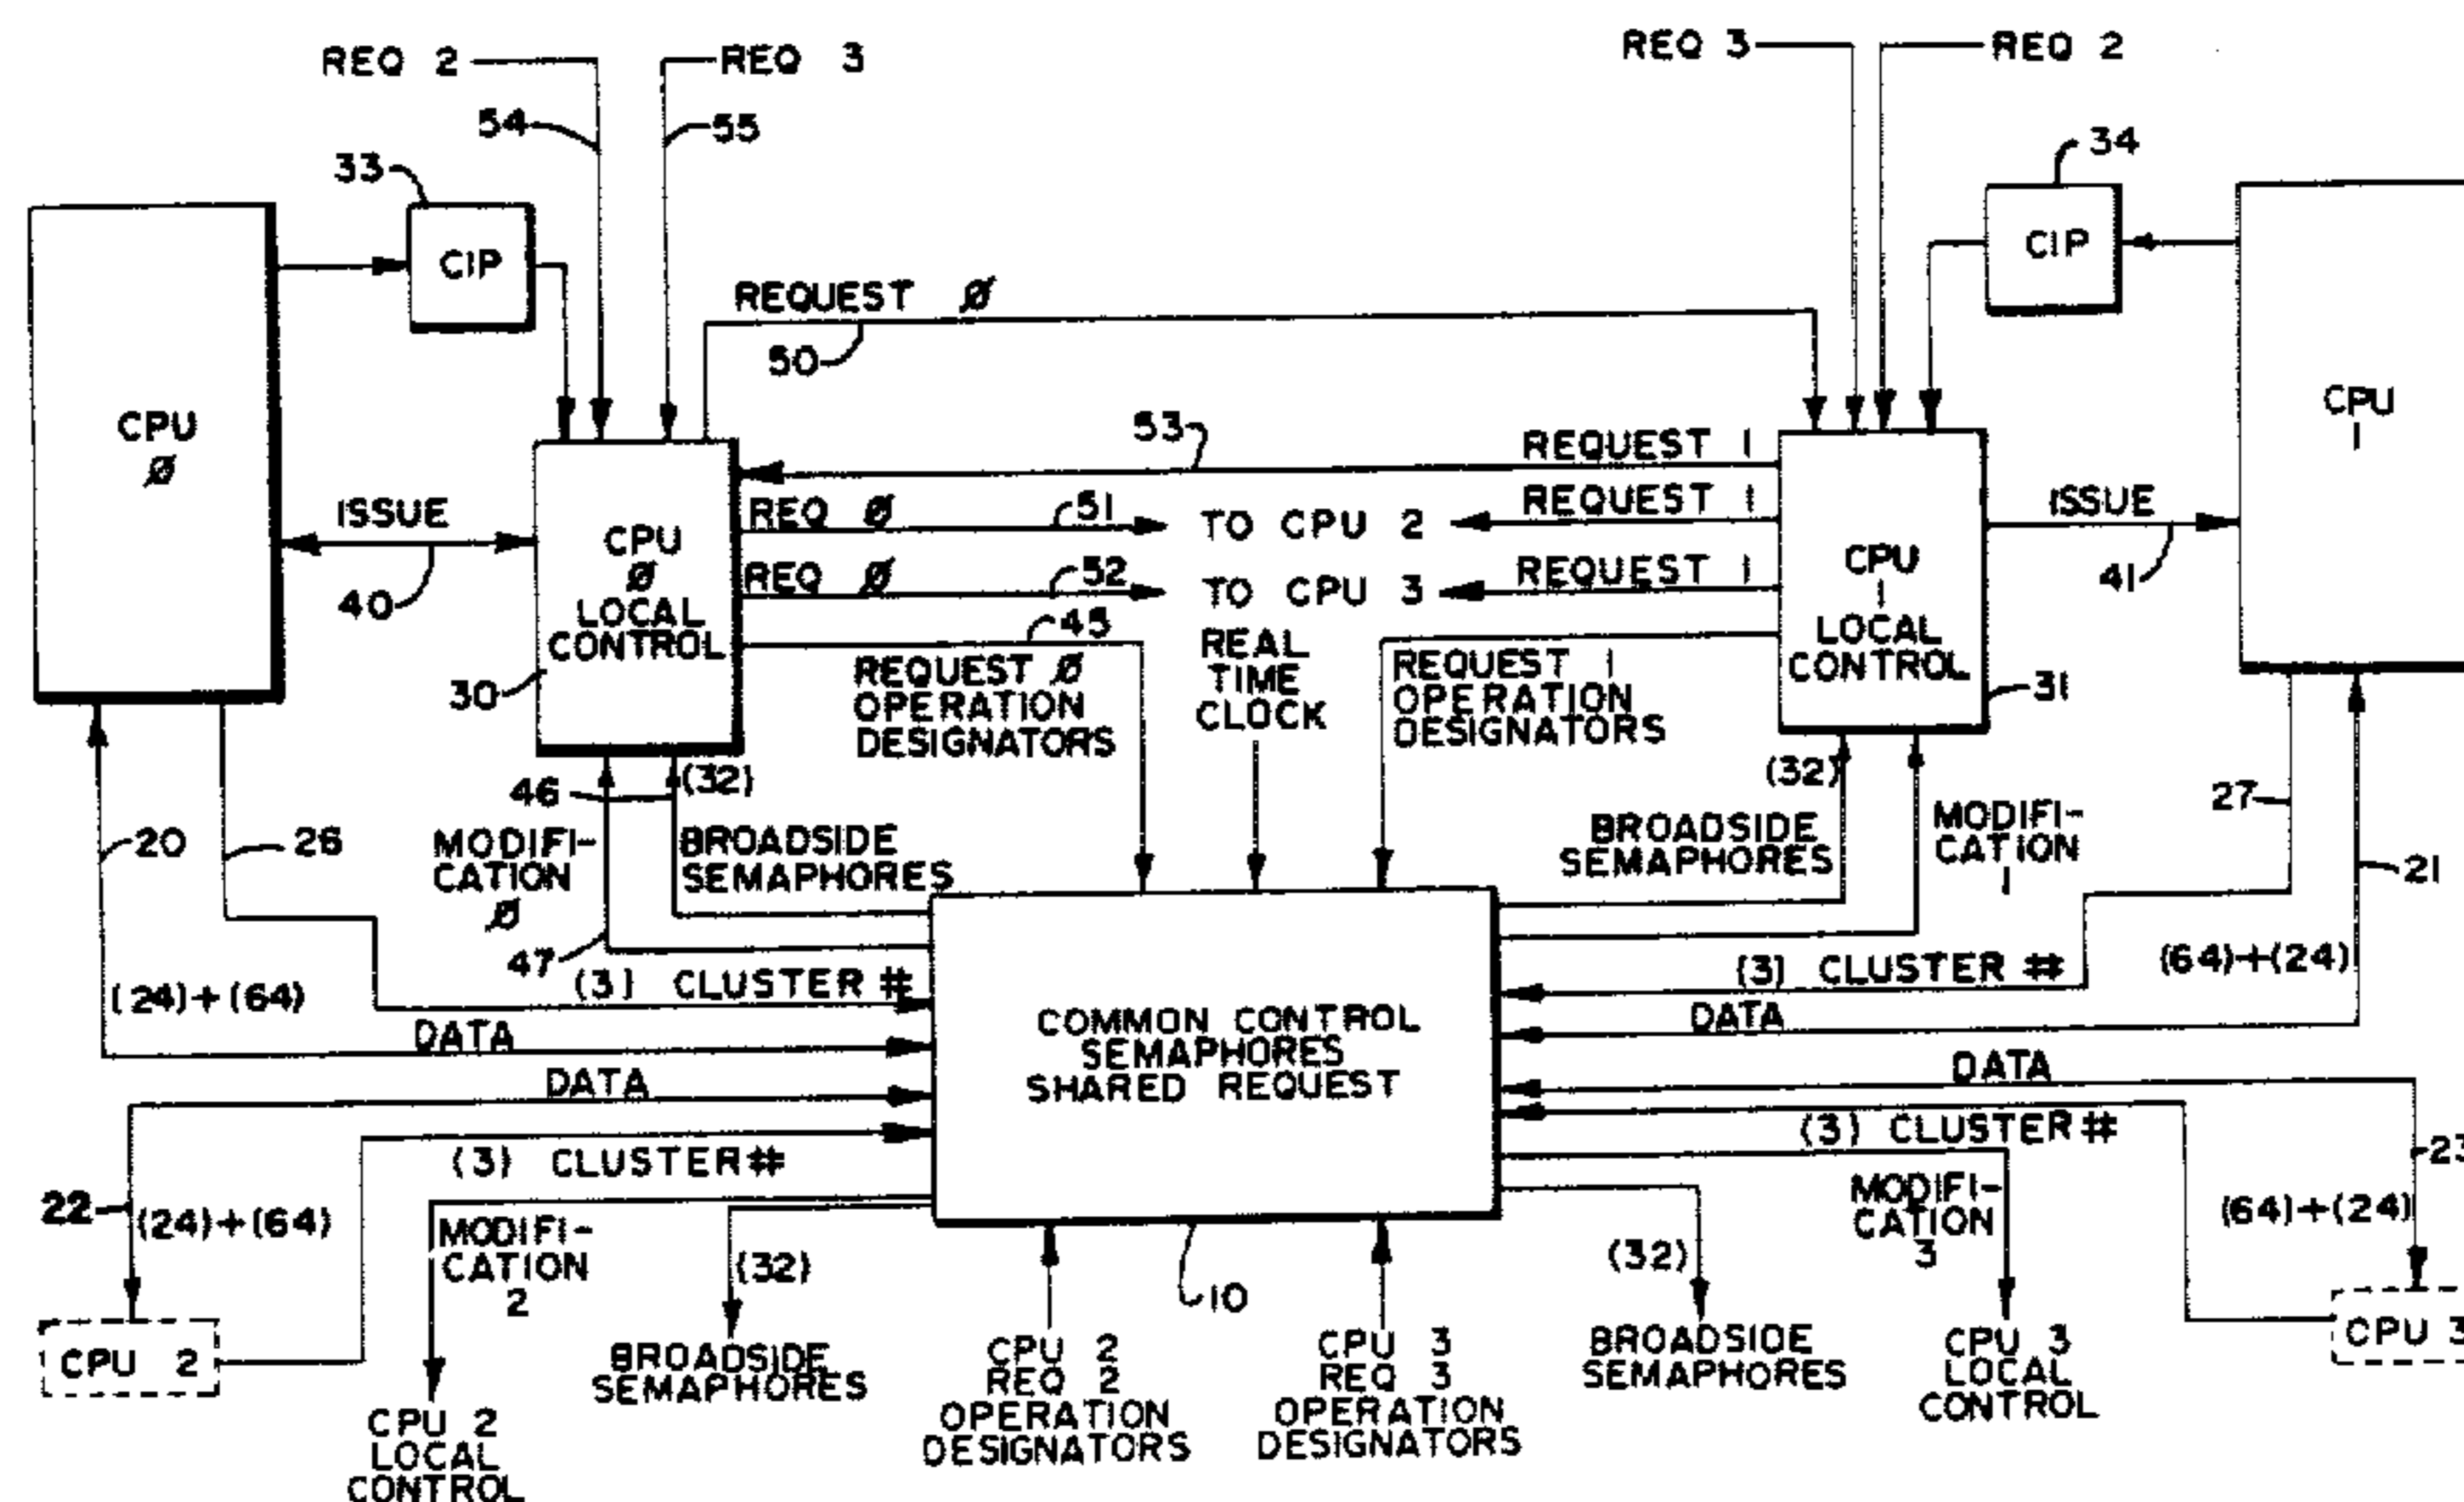 REQ 2
REQ 3
REQ 3
REQ 2
54
55
33
34
CIP
CIP
REQUEST Ø
50
CPU
Ø
CPU
1
53
REQUEST 1
ISSUE
40
REQ Ø
51
TO CPU 2
REQUEST 1
ISSUE
41
CPU
Ø
LOCAL
CONTROL
30
REQ Ø
52
TO CPU 3
REQUEST 1
CPU
1
LOCAL
CONTROL
31
45
REQUEST Ø
OPERATION
DESIGNATORS
REAL
TIME
CLOCK
REQUEST 1
OPERATION
DESIGNATORS
46
(32)
(32)
20
26
MODIFI-
CATION
Ø
BROADSIDE
SEMAPHORES
BROADSIDE
SEMAPHORES
MODIFI-
CATION
1
27
21
47
(24)+(64)
(3) CLUSTER #
(3) CLUSTER #
(64)+(24)
DATA
DATA
COMMON CONTROL
SEMAPHORES
SHARED REQUEST
DATA
DATA
(3) CLUSTER #
(3) CLUSTER #
22
(24)+(64)
23
(64)+(24)
MODIFI-
CATION
2
(32)
10
(32)
MODIFI-
CATION
3
CPU 2
CPU 3
BROADSIDE
SEMAPHORES
CPU 2
REQ 2
OPERATION
DESIGNATORS
CPU 3
REQ 3
OPERATION
DESIGNATORS
BROADSIDE
SEMAPHORES
CPU 3
LOCAL
CONTROL
CPU 2
LOCAL
CONTROL